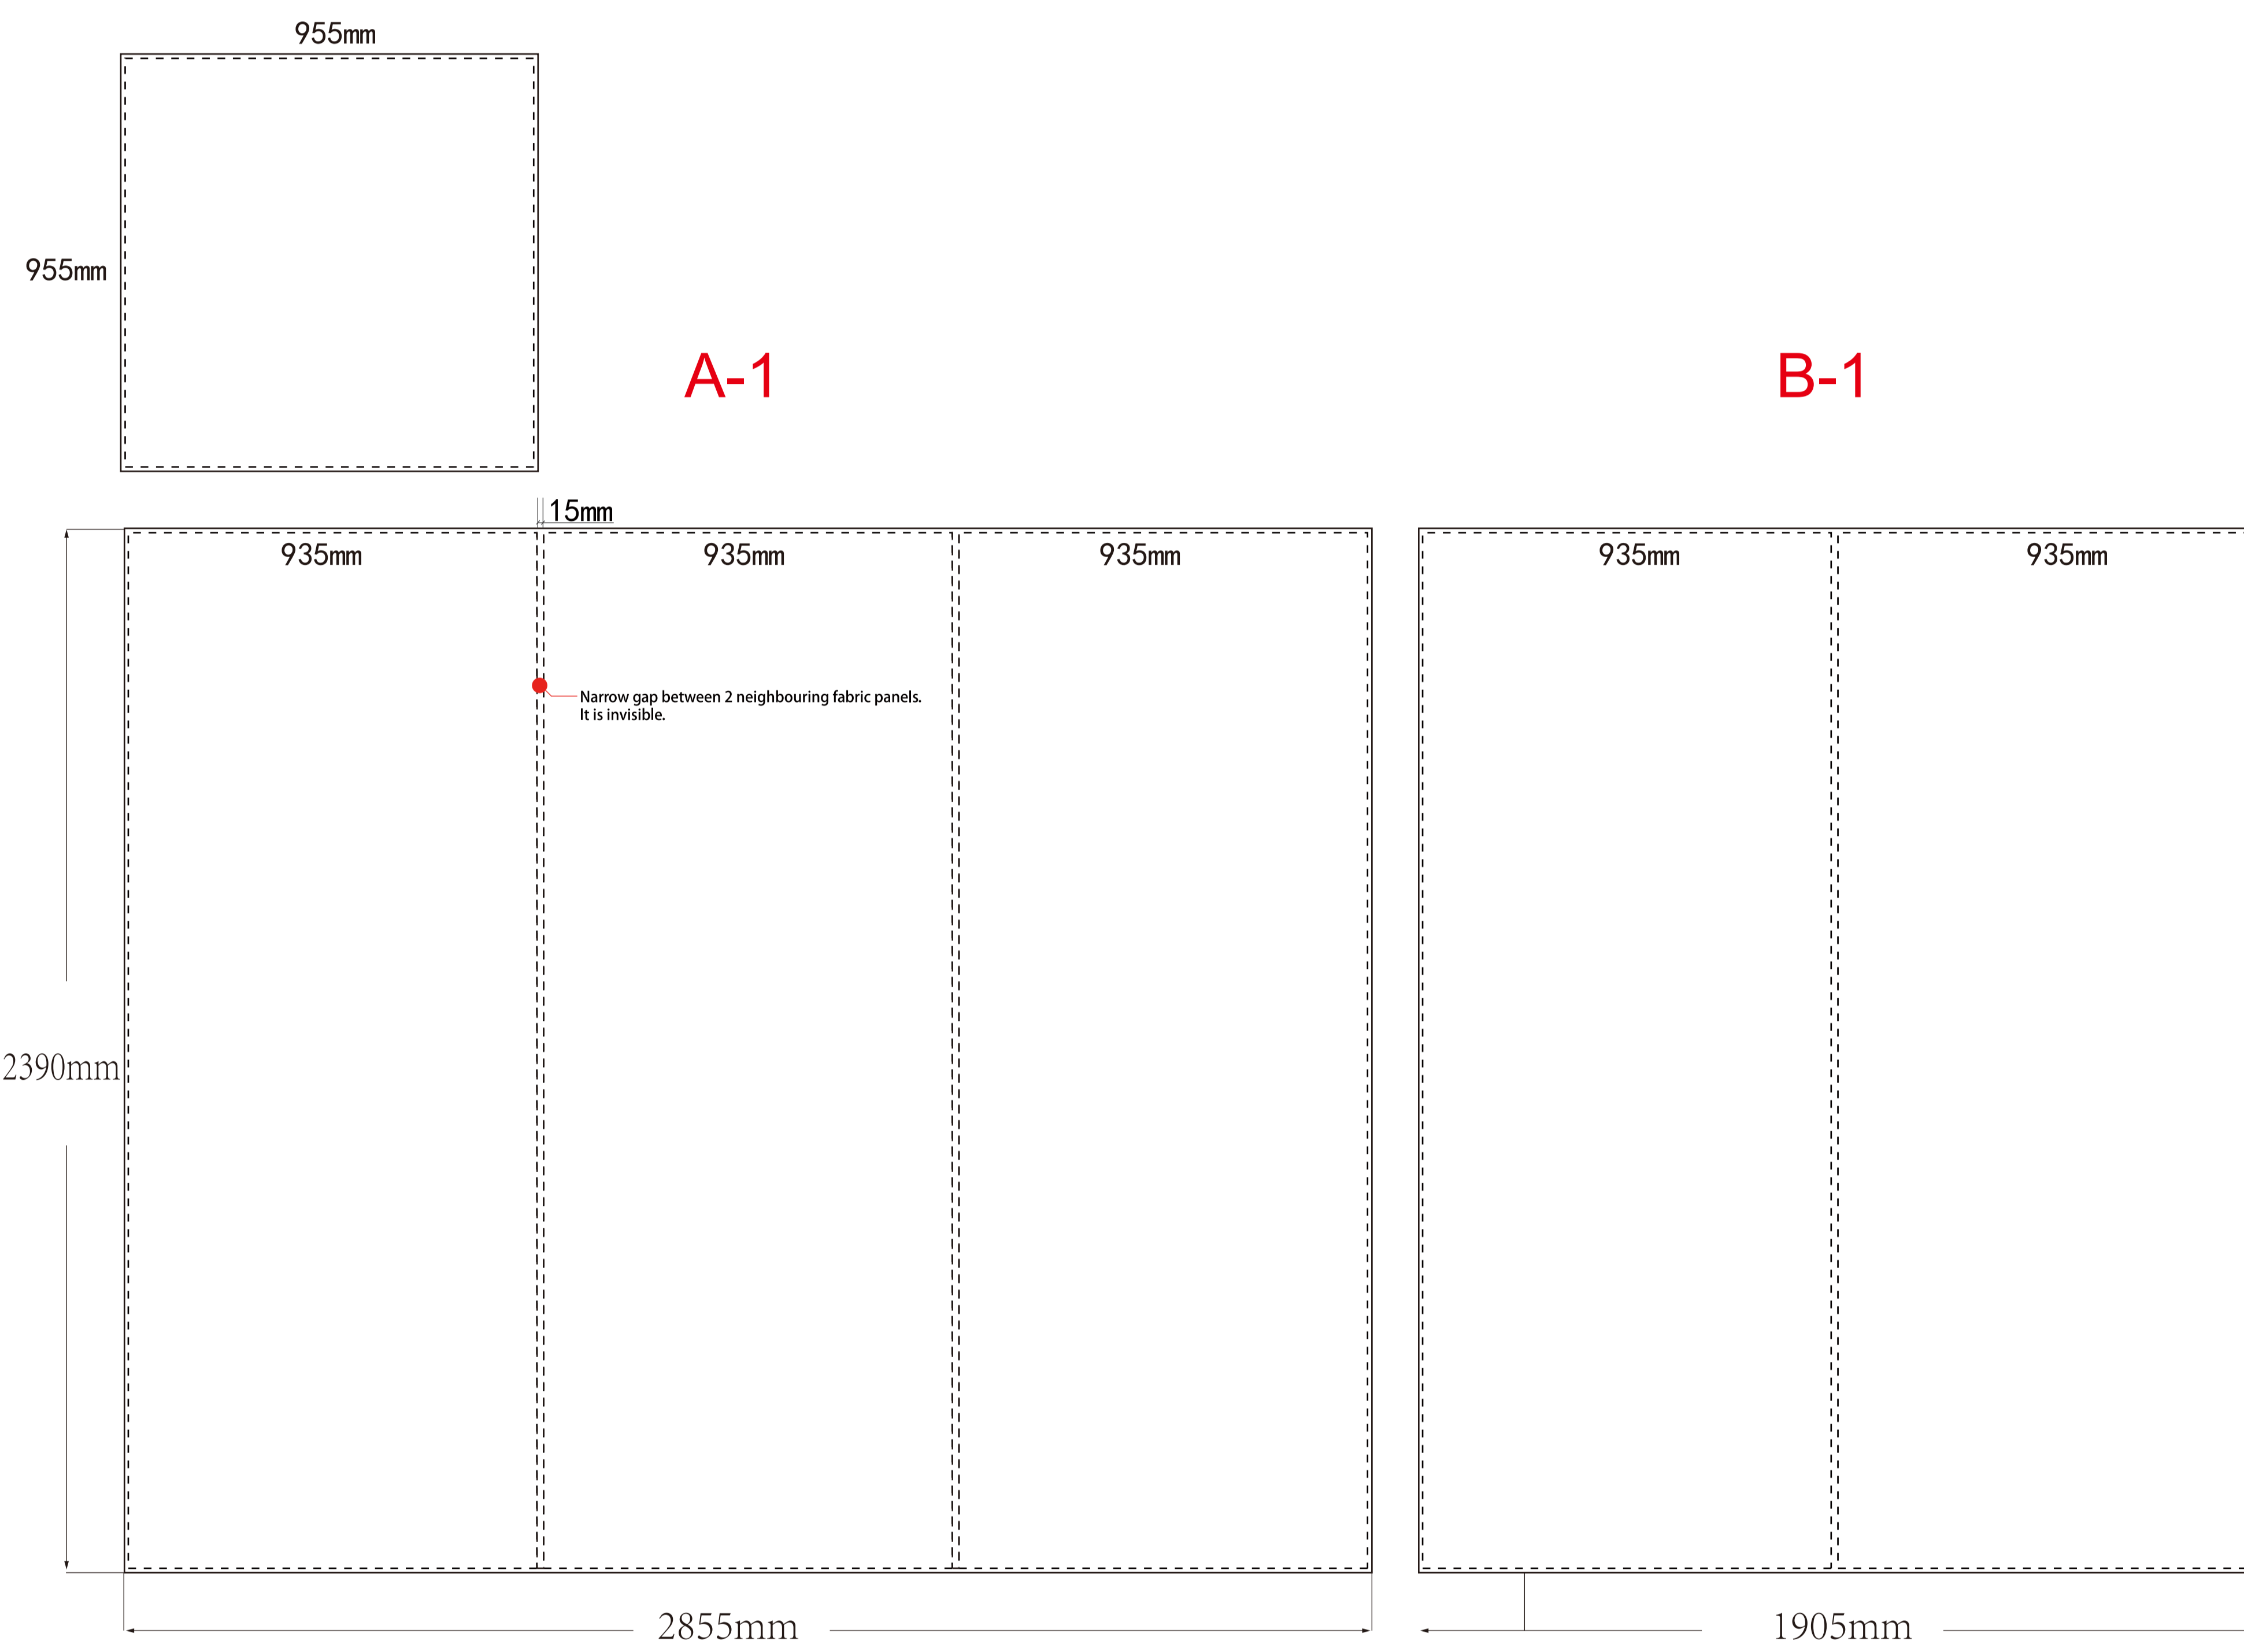 955mm
955mm
A-1
B-1
15mm
935mm
935mm
935mm
935mm
935mm
Narrow gap between 2 neighbouring fabric panels.
It is invisible.
2390mm
2855mm
1905mm